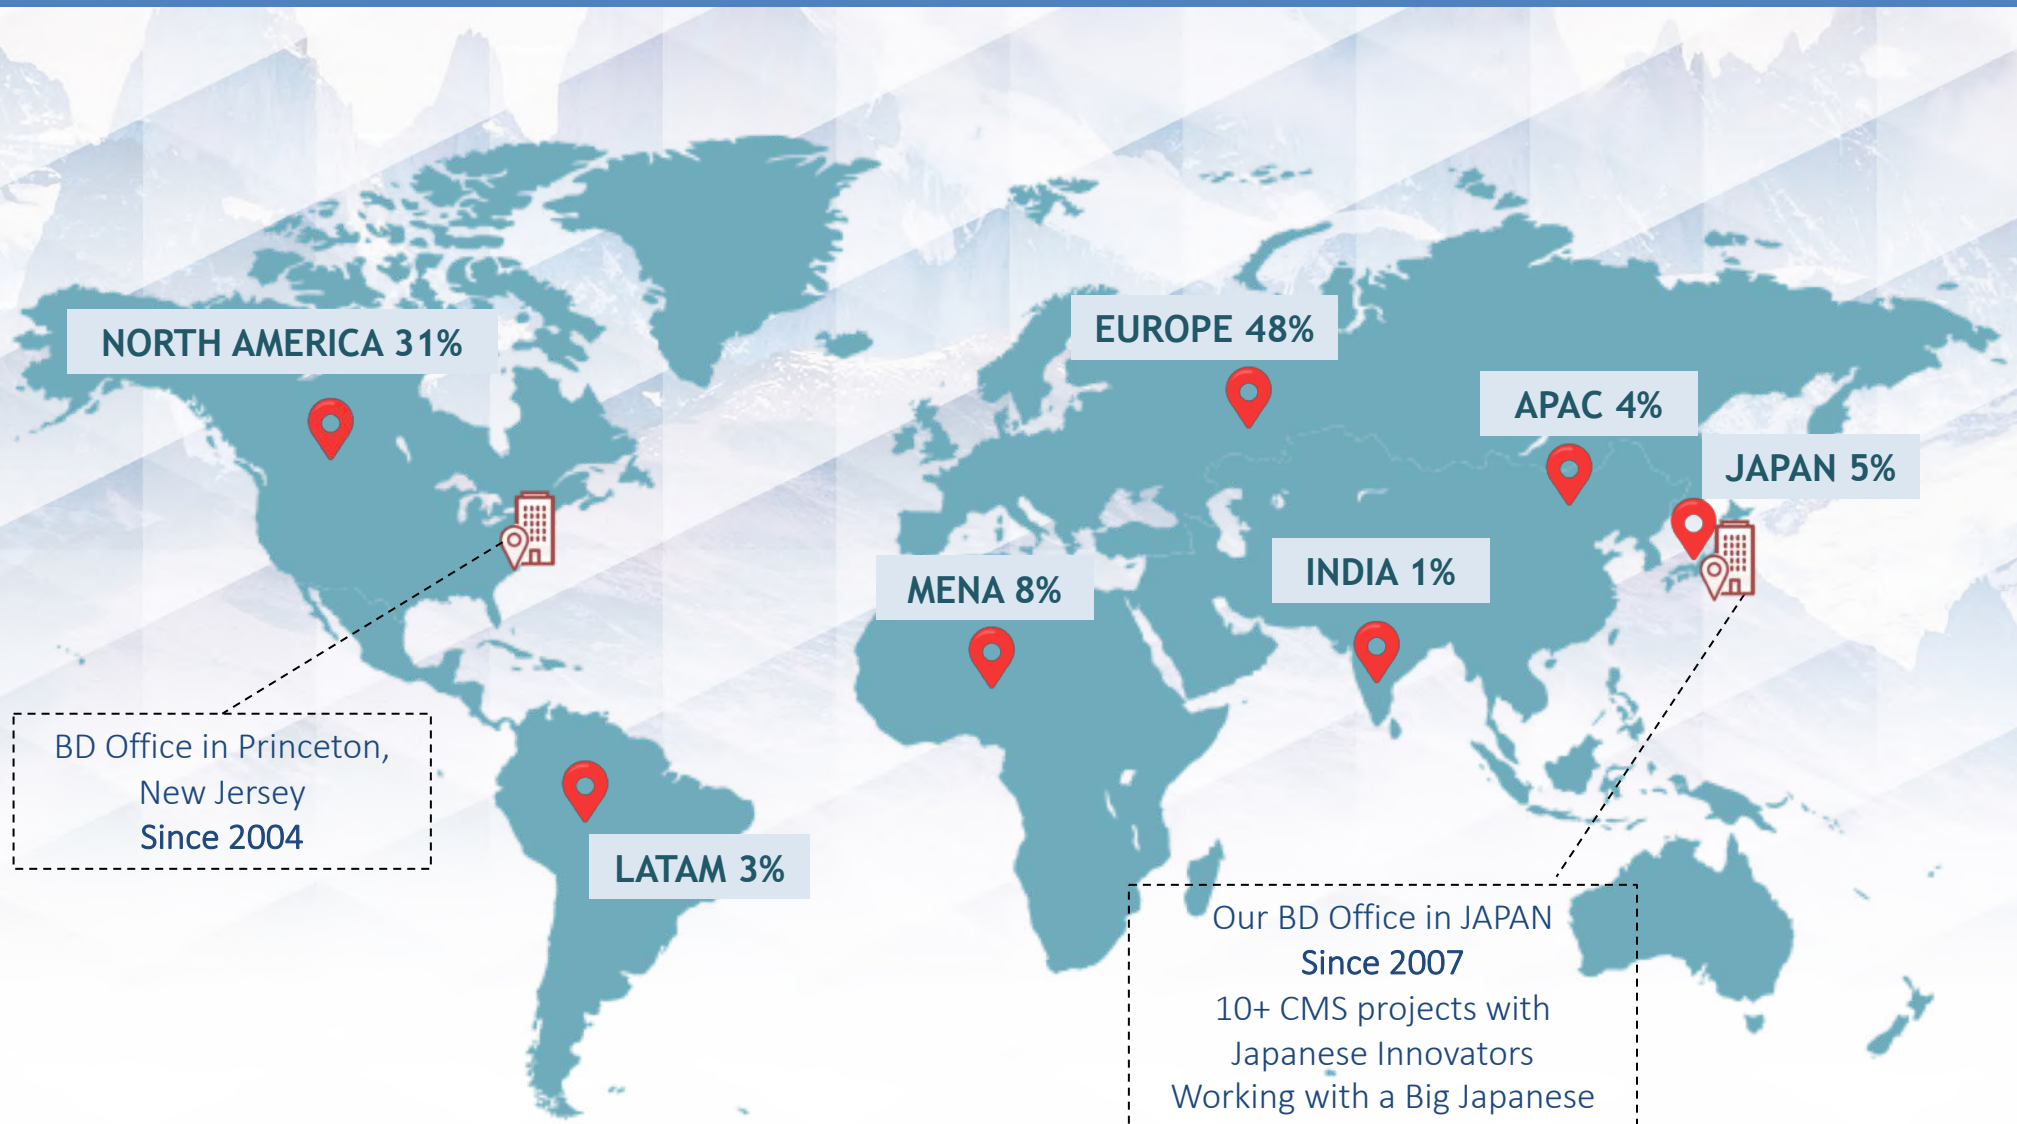 NORTH AMERICA 31%
EUROPE 48%
APAC 4%
JAPAN 5%
MENA 8%
INDIA 1%
LATAM 3%
BD Office in Princeton,
New Jersey
Since 2004
Our BD Office in JAPAN
Since 2007
10+ CMS projects with
Japanese Innovators
Working with a Big Japanese